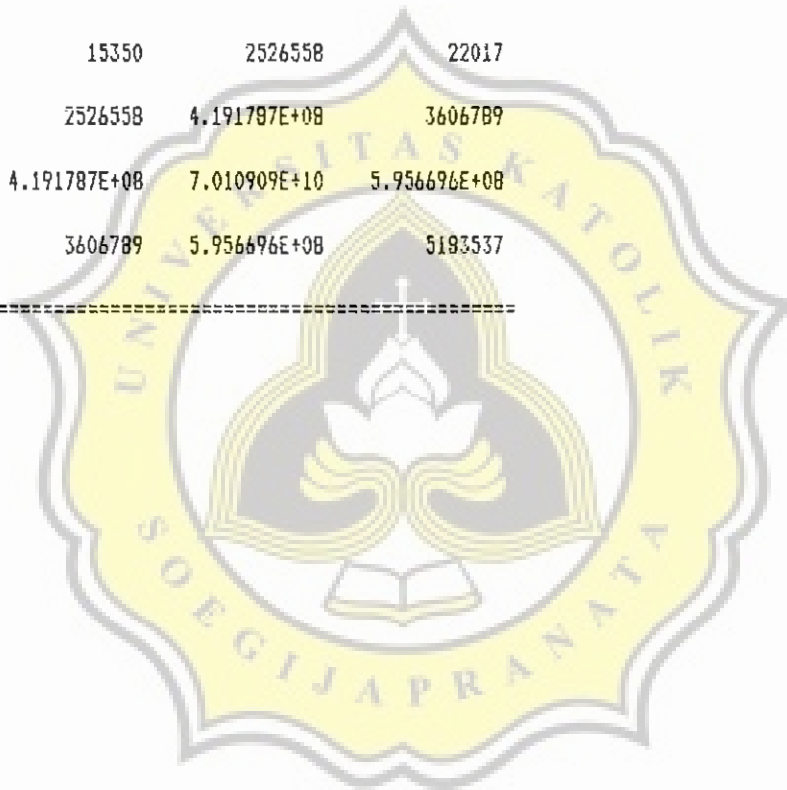 15350 2526558 22017
2526558 4.191787E+08 3606789
4.191787E+08 7.010909E+10 5.956696E+08
3606789 5.956696E+08 5183537
==================================================
UNIVERSITAS KATOLIK
SOEGIJAPRANATA